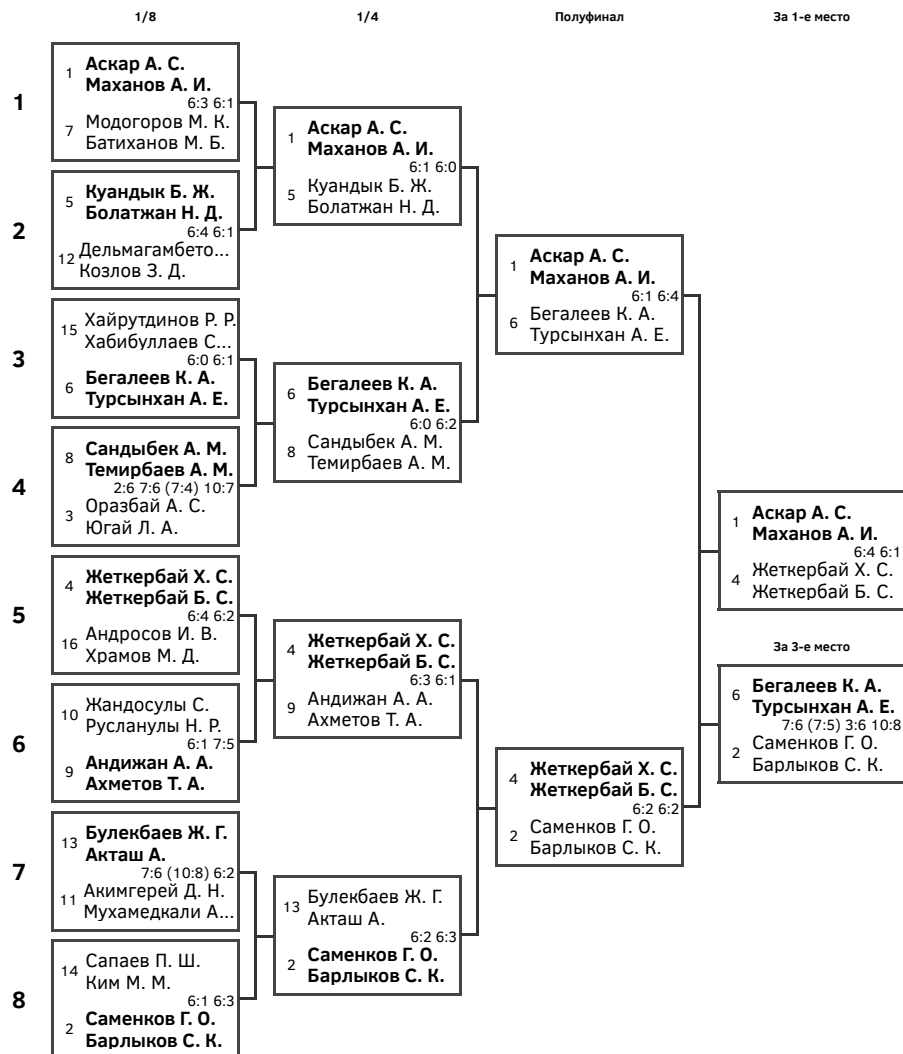 1/8
1/4
Полуфинал
За 1-е место
1
1
Аскар А. С.
Маханов А. И.
6:3 6:1
7
Модогоров М. К.
Батиханов М. Б.
2
5
Куандык Б. Ж.
Болатжан Н. Д.
6:4 6:1
12
Дельмагамбето...
Козлов З. Д.
3
15
Хайрутдинов Р. Р.
Хабибуллаев С...
6:0 6:1
6
Бегалеев К. А.
Турсынхан А. Е.
4
8
Сандыбек А. М.
Темирбаев А. М.
2:6 7:6 (7:4) 10:7
3
Оразбай А. С.
Югай Л. А.
5
4
Жеткербай Х. С.
Жеткербай Б. С.
6:4 6:2
16
Андросов И. В.
Храмов М. Д.
6
10
Жандосулы С.
Русланулы Н. Р.
6:1 7:5
9
Андижан А. А.
Ахметов Т. А.
7
13
Булекбаев Ж. Г.
Акташ А.
7:6 (10:8) 6:2
11
Акимгерей Д. Н.
Мухамедкали А...
8
14
Сапаев П. Ш.
Ким М. М.
6:1 6:3
2
Саменков Г. О.
Барлыков С. К.
1
Аскар А. С.
Маханов А. И.
6:1 6:0
5
Куандык Б. Ж.
Болатжан Н. Д.
6
Бегалеев К. А.
Турсынхан А. Е.
6:0 6:2
8
Сандыбек А. М.
Темирбаев А. М.
4
Жеткербай Х. С.
Жеткербай Б. С.
6:3 6:1
9
Андижан А. А.
Ахметов Т. А.
13
Булекбаев Ж. Г.
Акташ А.
6:2 6:3
2
Саменков Г. О.
Барлыков С. К.
1
Аскар А. С.
Маханов А. И.
6:1 6:4
6
Бегалеев К. А.
Турсынхан А. Е.
4
Жеткербай Х. С.
Жеткербай Б. С.
6:2 6:2
2
Саменков Г. О.
Барлыков С. К.
1
Аскар А. С.
Маханов А. И.
6:4 6:1
4
Жеткербай Х. С.
Жеткербай Б. С.
За 3-е место
6
Бегалеев К. А.
Турсынхан А. Е.
7:6 (7:5) 3:6 10:8
2
Саменков Г. О.
Барлыков С. К.